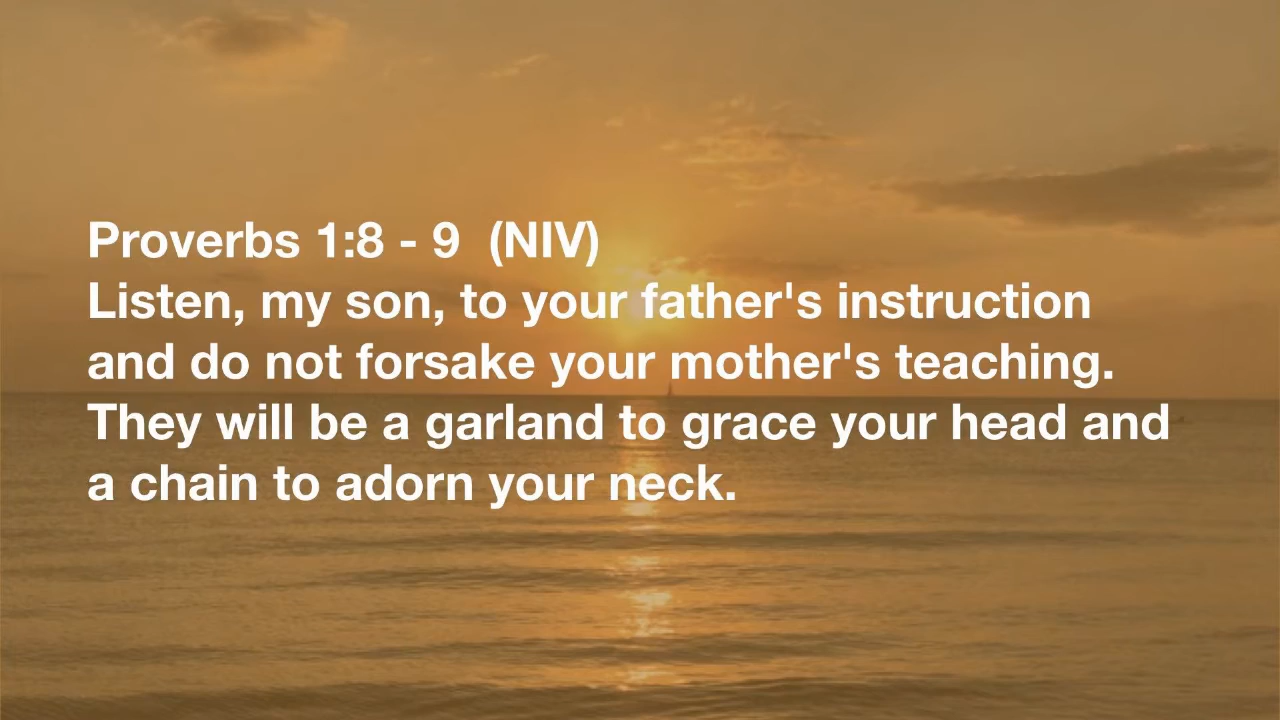 Proverbs 1:8 - 9  (NIV)
Listen, my son, to your father's instruction
and do not forsake your mother's teaching.
They will be a garland to grace your head and
a chain to adorn your neck.